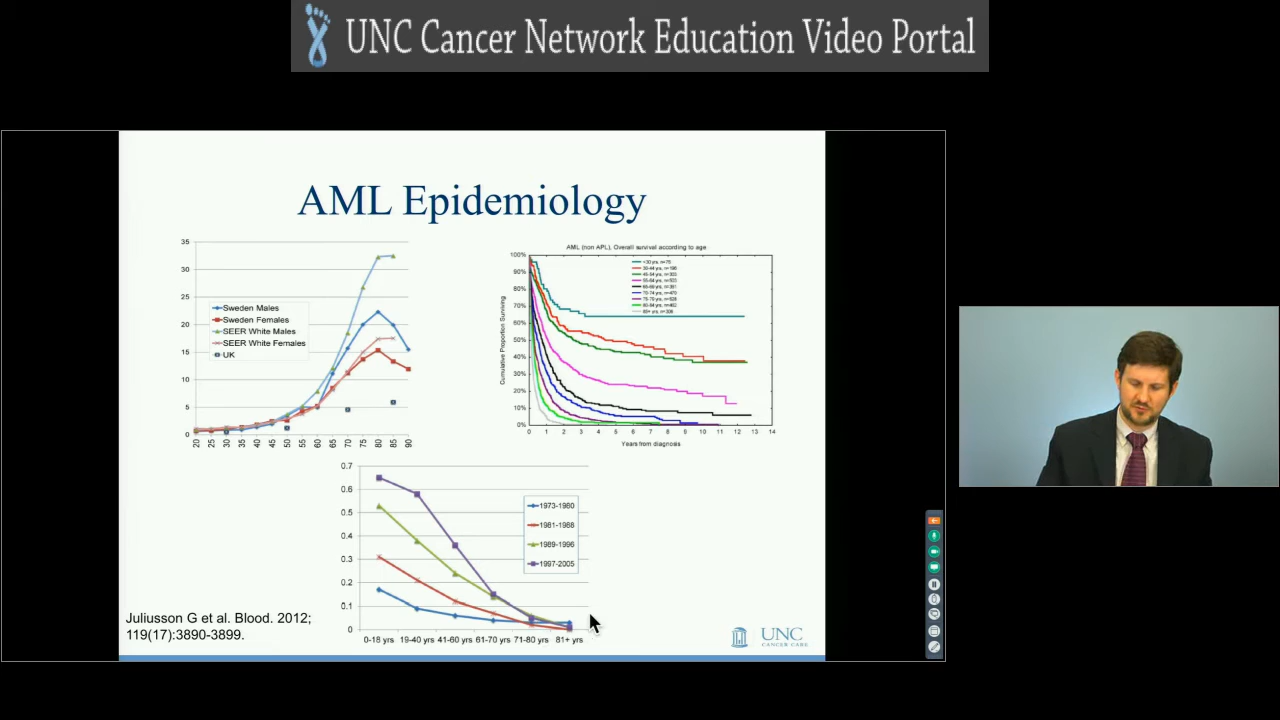 UNC Cancer Network Education Video Portal
AML Epidemiology
35
30
25
20
15
10
5
0
Sweden Males
Sweden Females
SEER White Males
SEER White Females
UK
20 25 30 35 40 45 50 55 60 65 70 75 80 85 90
AML (non APL), Overall survival according to age
Cumulative Proportion Surviving
100%
90%
80%
70%
60%
50%
40%
30%
20%
10%
0%
0 1 2 3 4 5 6 7 8 9 10 11 12 13 14
Years from diagnosis
0.7
0.6
0.5
0.4
0.3
0.2
0.1
0
1973-1980
1981-1988
1989-1996
1997-2005
0-18 yrs 19-40 yrs 41-60 yrs 61-70 yrs 71-80 yrs 81+ yrs
Juliusson G et al. Blood. 2012;
119(17):3890-3899.
UNC
CANCER CARE